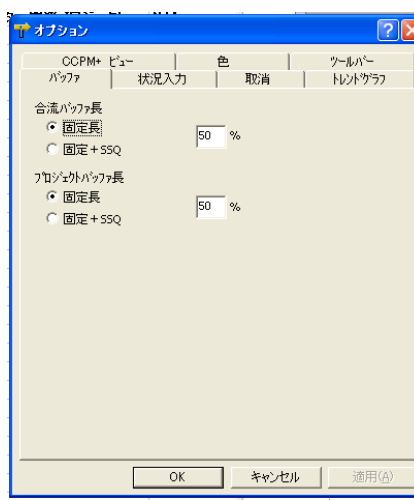 オプション
CCPM+ ビュー 色 ツールバー
バッファ 状況入力 取消 トレンドグラフ
合流バッファ長
固定長
50 %
固定+SSQ
プロジェクトバッファ長
固定長
50 %
固定+SSQ
OK キャンセル 適用(A)